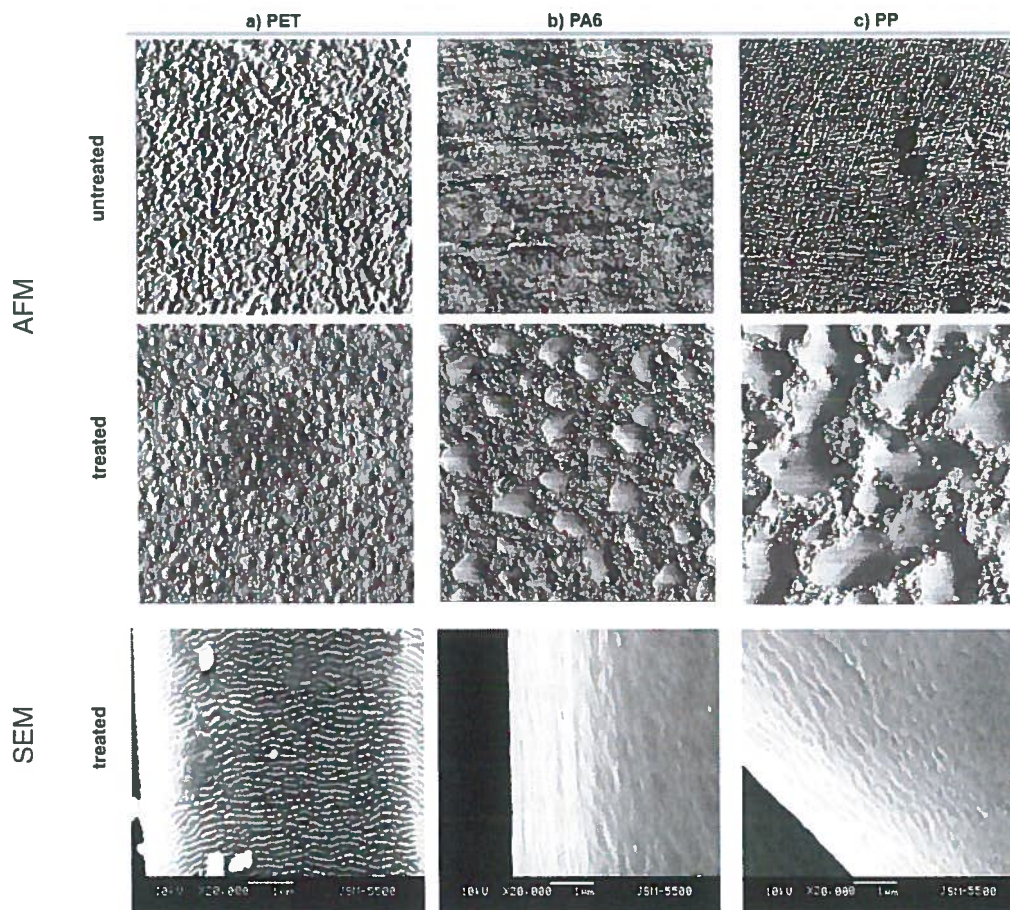 a) PET b) PA6 c) PP
AFM
untreated
treated
SEM
treated
10kV X20,000 1µm JSM-5500
10kV X20,000 1µm JSM-5500
10kV X20,000 1µm JSM-5500